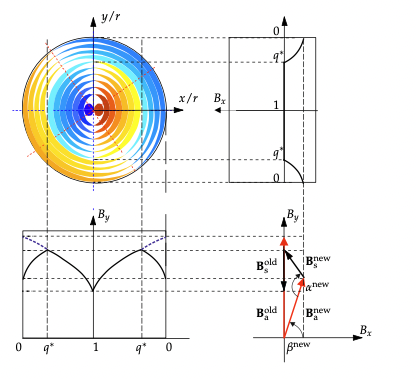 y/r
x/r
0
q*
B_x
1
q*
0
B_y
0
q*
1
q*
0
B_y
B_s^old
B_s^new
α^new
B_a^old
B_a^new
β^new
B_x